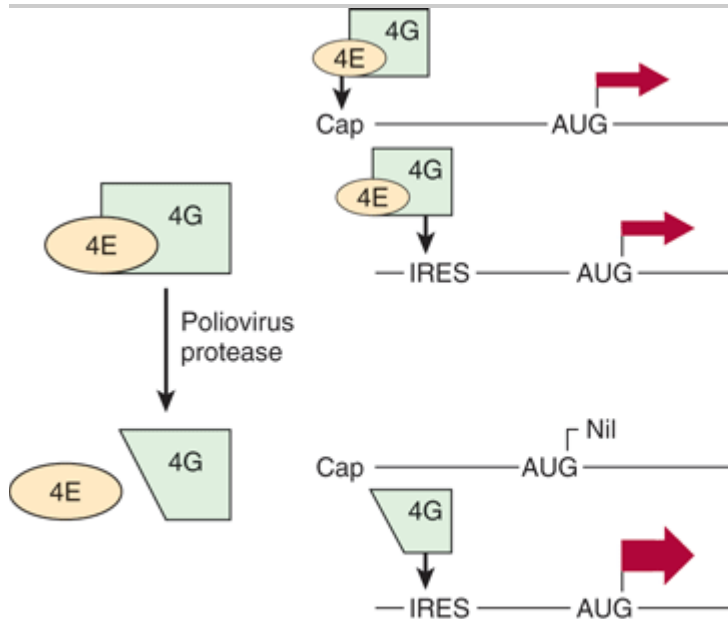 4G
4E
Cap AUG
4G
4E
IRES AUG
4G
4E
Poliovirus
protease
Nil
Cap AUG
4G
4E
4G
IRES AUG